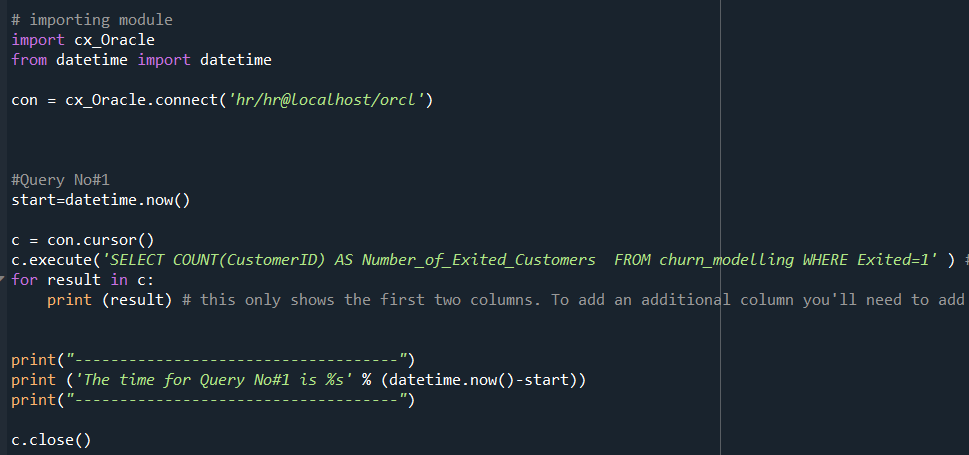 # importing module
import cx_Oracle
from datetime import datetime
con = cx_Oracle.connect('hr/hr@localhost/orcl')
#Query No#1
start=datetime.now()
c = con.cursor()
c.execute('SELECT COUNT(CustomerID) AS Number_of_Exited_Customers  FROM churn_modelling WHERE Exited=1' ) #
for result in c:
    print (result) # this only shows the first two columns. To add an additional column you'll need to add
print("------------------------------------")
print ('The time for Query No#1 is %s' % (datetime.now()-start))
print("------------------------------------")
c.close()